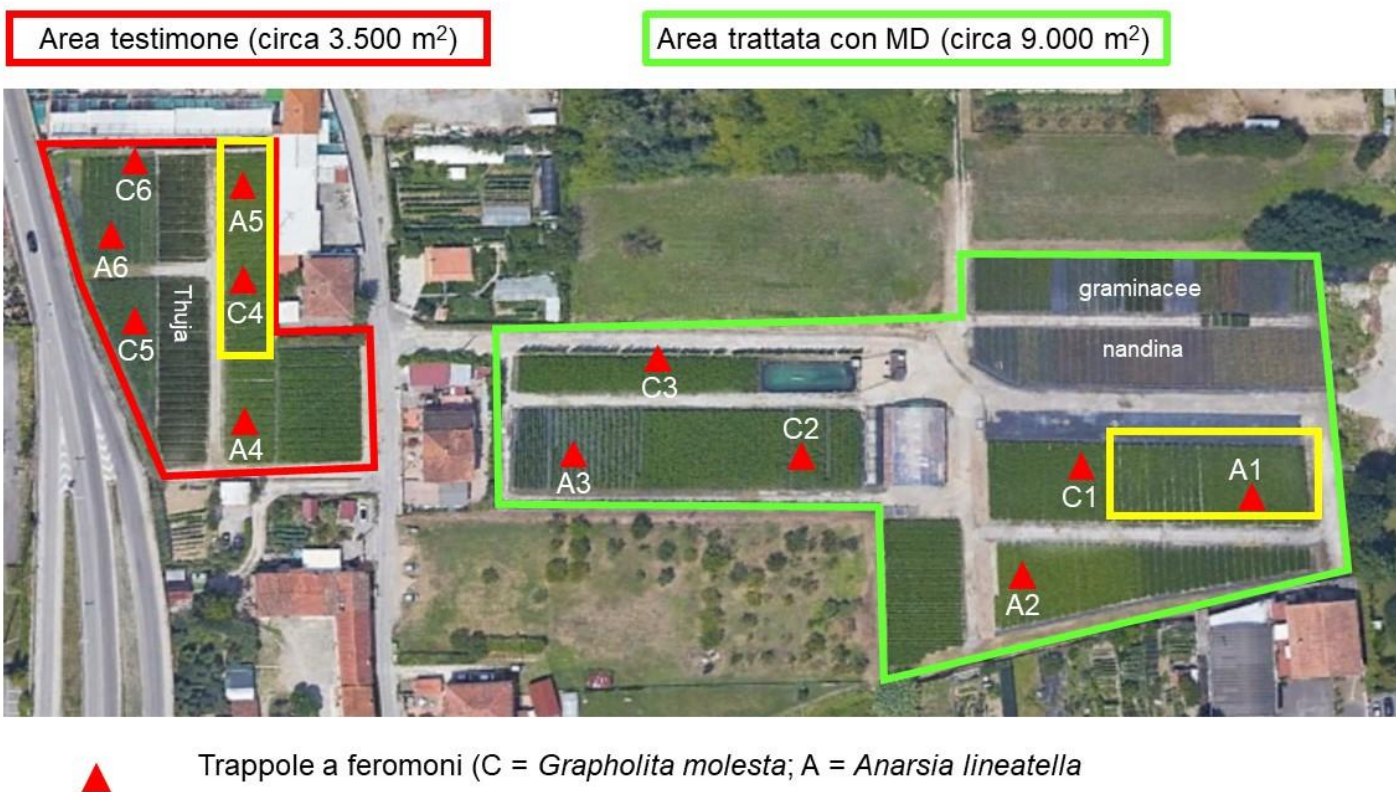 Area testimone (circa 3.500 m²)
Area trattata con MD (circa 9.000 m²)
C6
A5
A6
C4
Thuja
C5
A4
graminacee
nandina
C3
C2
A3
C1
A1
A2
Trappole a feromoni (C = Grapholita molesta; A = Anarsia lineatella